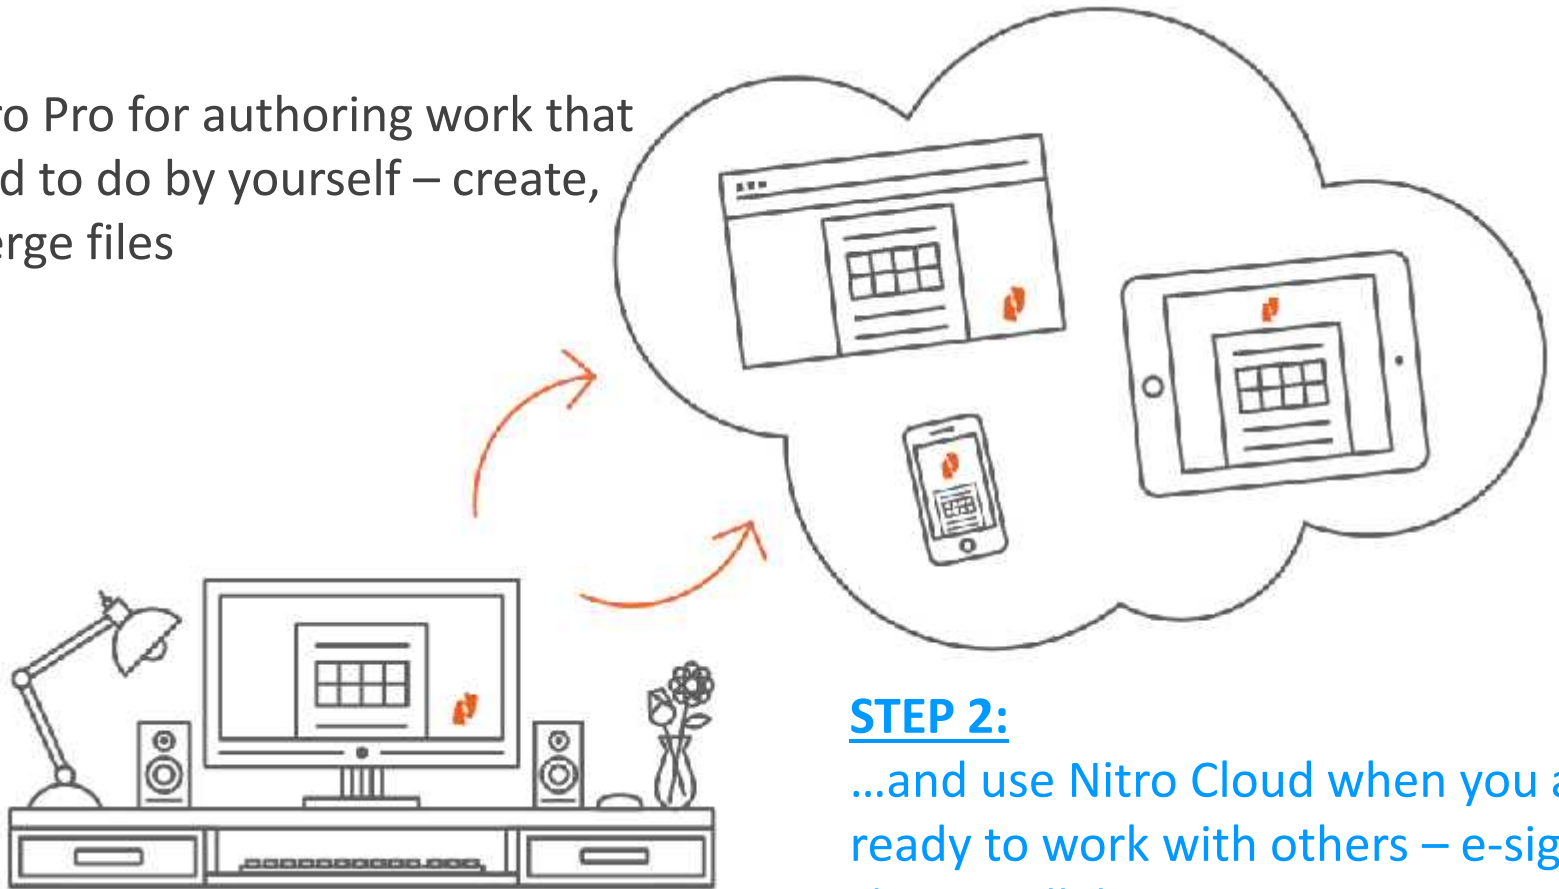 ro Pro for authoring work that
d to do by yourself – create,
erge files
STEP 2:
…and use Nitro Cloud when you a
ready to work with others – e-sig